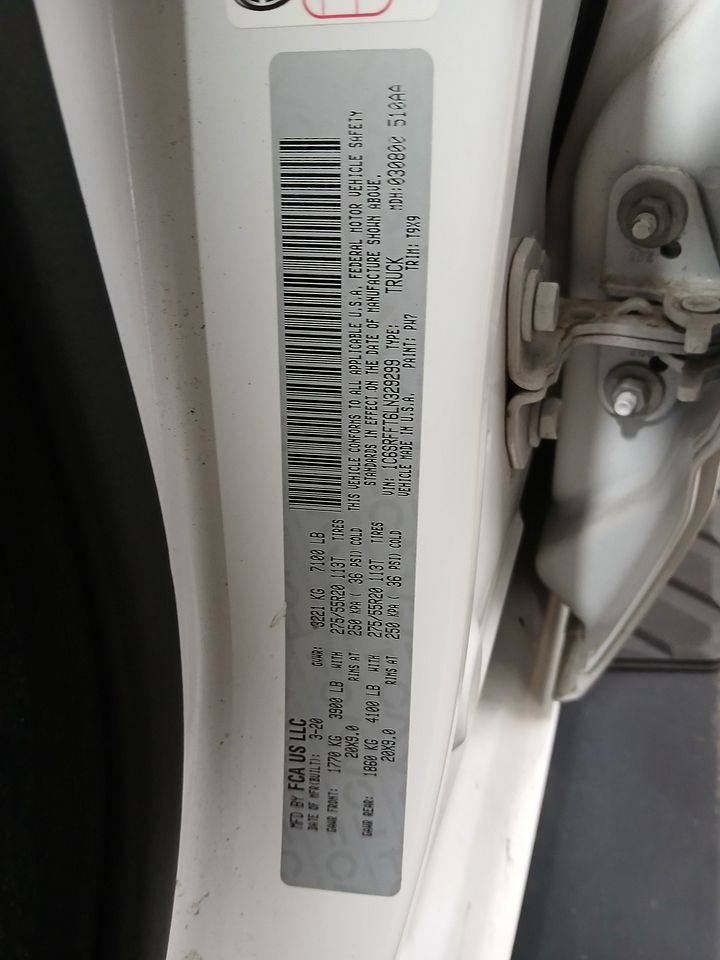 MFD BY FCA US LLC
DATE OF MFR(BUILT): 3-20
GVWR: 3221 KG 7100 LB
GAWR FRONT: 1770 KG 3900 LB WITH 275/55R20 113T TIRES
20X9.0 RIMS AT 250 KPA ( 36 PSI) COLD
GAWR REAR: 1860 KG 4100 LB WITH 275/55R20 113T TIRES
20X9.0 RIMS AT 250 KPA ( 36 PSI) COLD
THIS VEHICLE CONFORMS TO ALL APPLICABLE U.S.A. FEDERAL MOTOR VEHICLE SAFETY
STANDARDS IN EFFECT ON THE DATE OF MANUFACTURE SHOWN ABOVE.
VIN: 1C6SRFFT6LN329299 TYPE: TRUCK MDH:030800 510AA
VEHICLE MADE IN U.S.A. PAINT: PW7 TRIM: T9X9